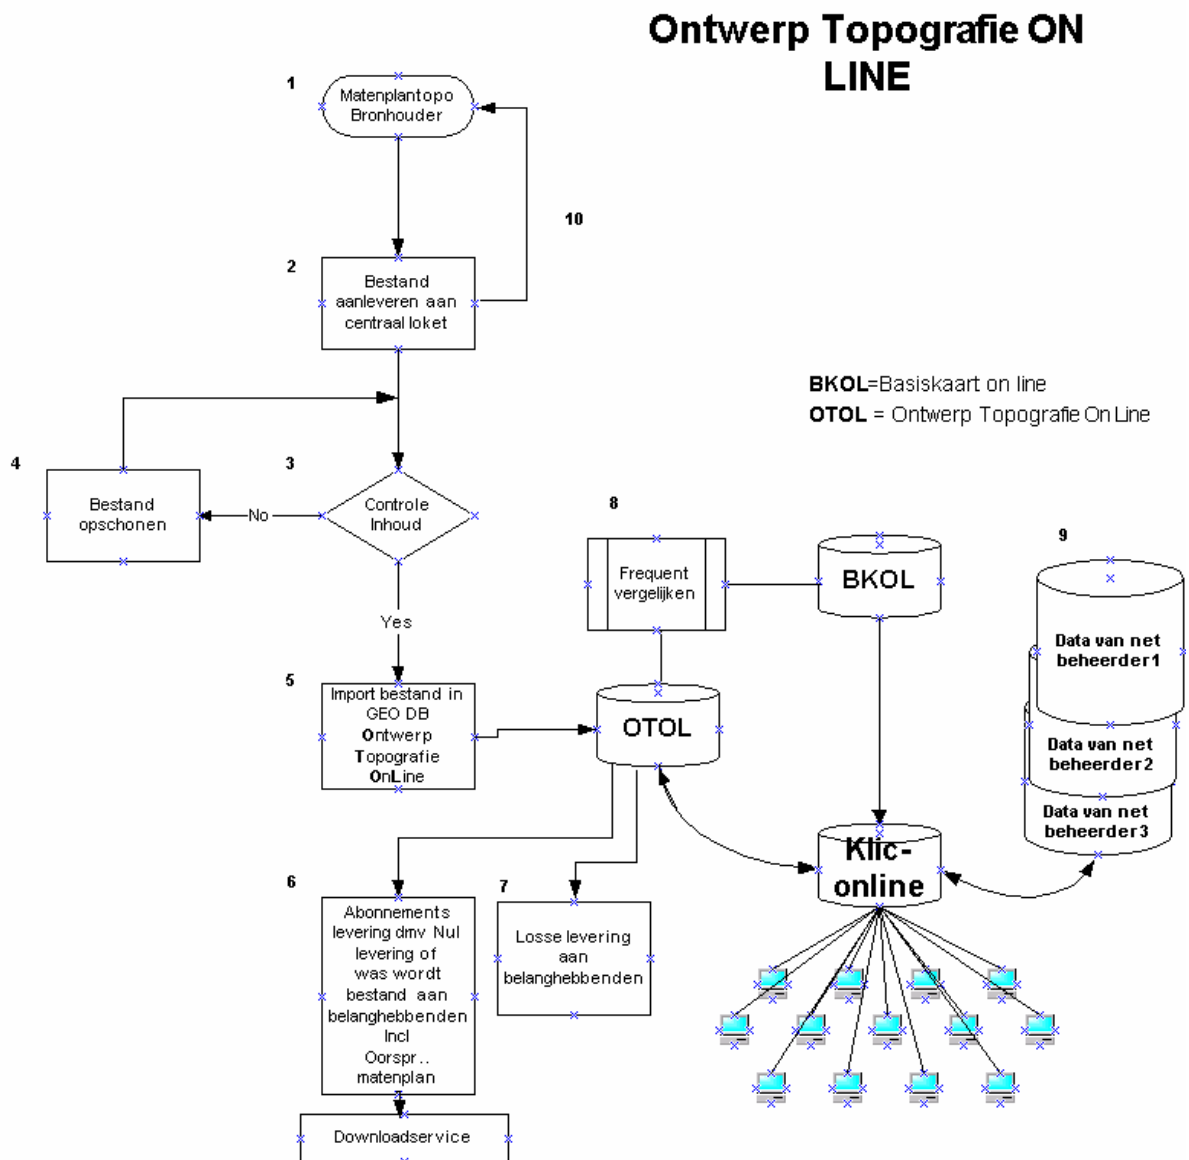 Ontwerp Topografie ON
LINE
1
Matenplantopo
Bronhouder
10
2
Bestand
aanleveren aan
centraal loket
BKOL=Basiskaart on line
OTOL = Ontwerp Topografie On Line
4
3
Bestand
opschonen
No
Controle
Inhoud
8
Frequent
vergelijken
BKOL
9
Data van net
beheerder1
Data van net
beheerder2
Data van net
beheerder3
Yes
5
Import bestand in
GEO DB
Ontwerp
Topografie
OnLine
OTOL
Klic-
online
6
Abonnements
levering dmv Nul
levering of
was wordt
bestand aan
belanghebbenden
Incl
Oorspr..
matenplan
7
Losse levering
aan
belanghebbenden
Downloadservice